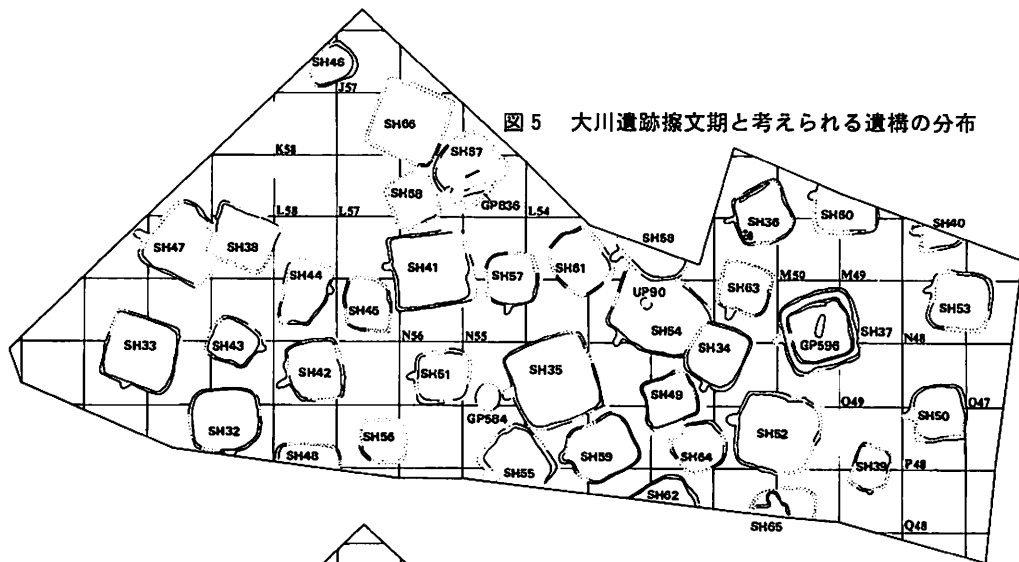 図5 大川遺跡擦文期と考えられる遺構の分布
SH46
J57
SH66
K58
SH67
SH68
GP836
L58
L57
L54
SH36
SH60
SH40
SH47
SH38
SH41
SH58
SH44
SH57
SH61
SH63
M50
M49
SH45
UP90
SH53
SH33
SH43
N56
N55
SH54
SH34
GP596
SH37
N48
SH42
SH51
SH35
SH49
O49
SH50
O47
GP584
SH32
SH56
SH52
SH48
SH55
SH59
SH64
SH39
P48
SH62
SH65
Q48